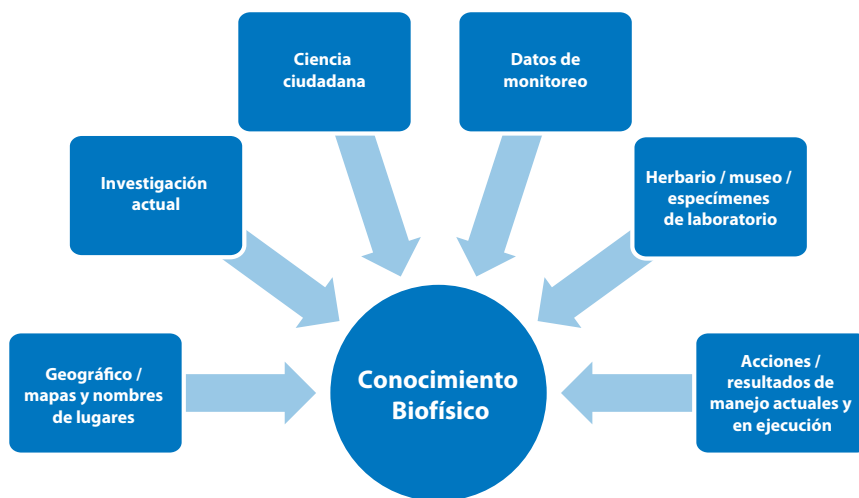 Ciencia
ciudadana
Datos de
monitoreo
Investigación
actual
Herbario / museo /
especímenes
de laboratorio
Geográfico /
mapas y nombres
de lugares
Conocimiento
Biofísico
Acciones /
resultados de
manejo actuales y
en ejecución